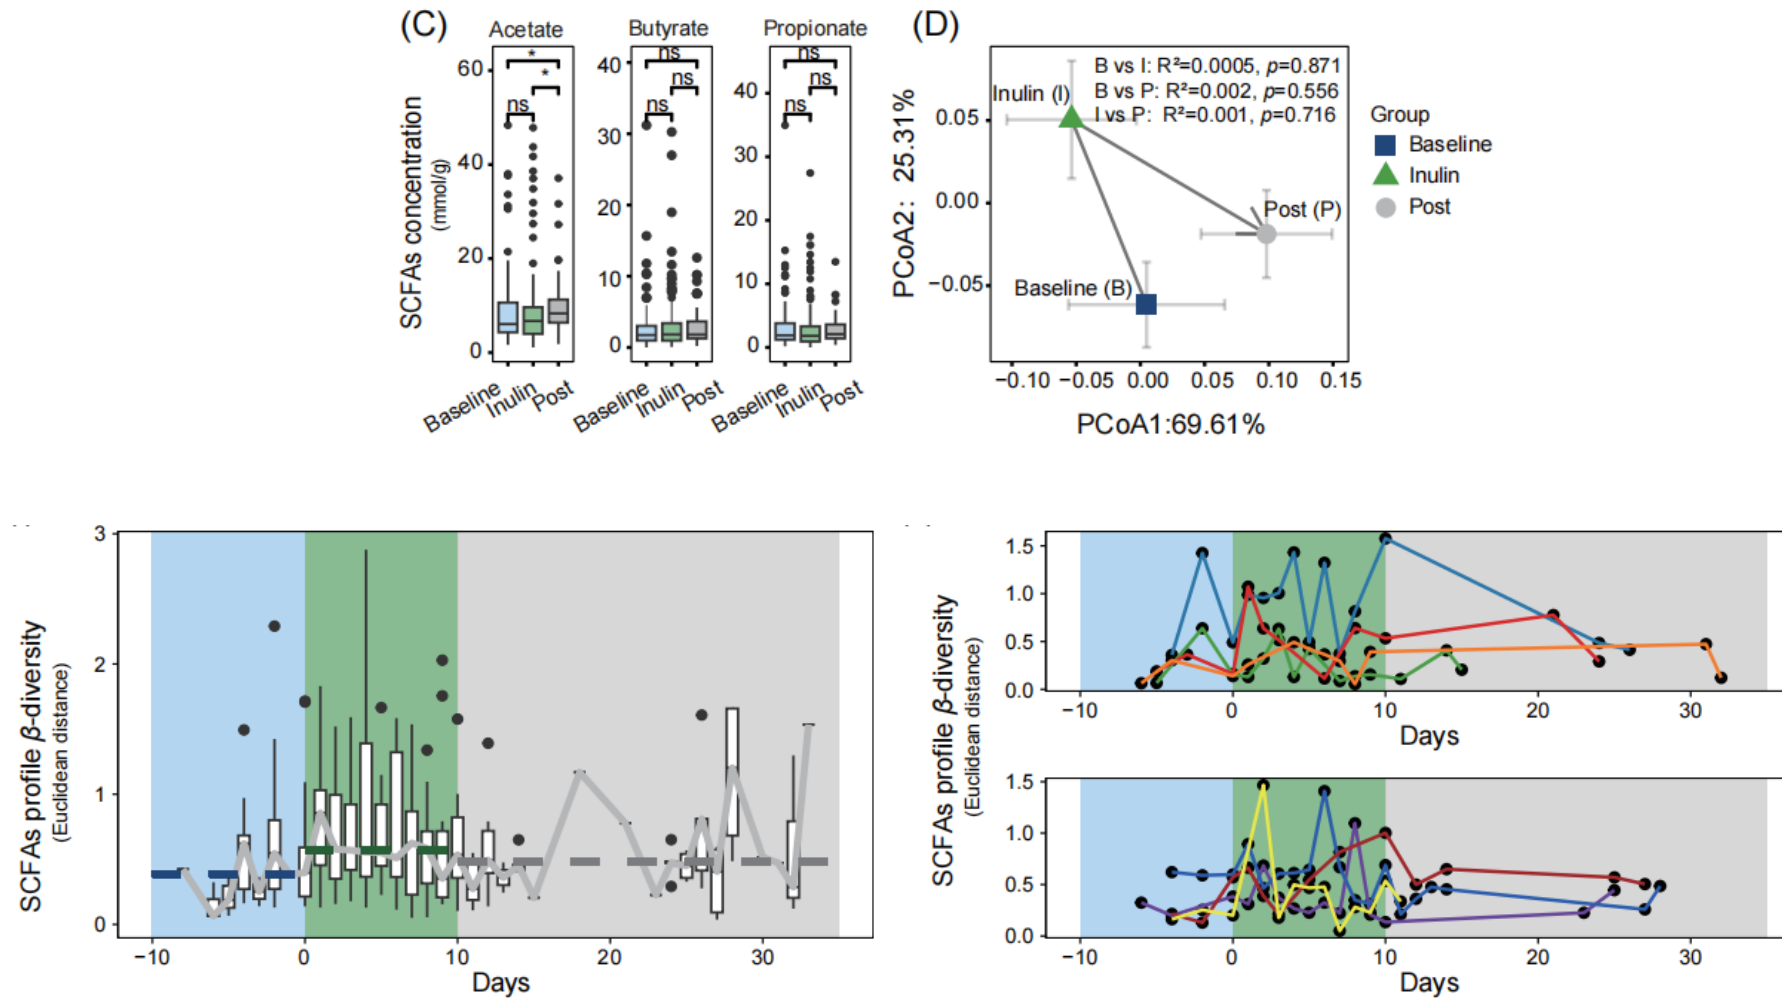 (C)
Acetate
Butyrate
Propionate
SCFAs concentration
(mmol/g)
60
40
20
0
*
*
ns
Baseline
Inulin
Post
40
30
20
10
0
ns
ns
ns
Baseline
Inulin
Post
40
30
20
10
0
ns
ns
ns
Baseline
Inulin
Post
(D)
B vs I: R²=0.0005, p=0.871
B vs P: R²=0.002, p=0.556
I vs P: R²=0.001, p=0.716
Inulin (I)
Post (P)
Baseline (B)
PCoA2: 25.31%
0.05
0.00
−0.05
−0.10 −0.05 0.00 0.05 0.10 0.15
PCoA1:69.61%
Group
Baseline
Inulin
Post
SCFAs profile β-diversity
(Euclidean distance)
3
2
1
0
−10 0 10 20 30
Days
SCFAs profile β-diversity
(Euclidean distance)
1.5
1.0
0.5
0.0
−10 0 10 20 30
Days
1.5
1.0
0.5
0.0
−10 0 10 20 30
Days